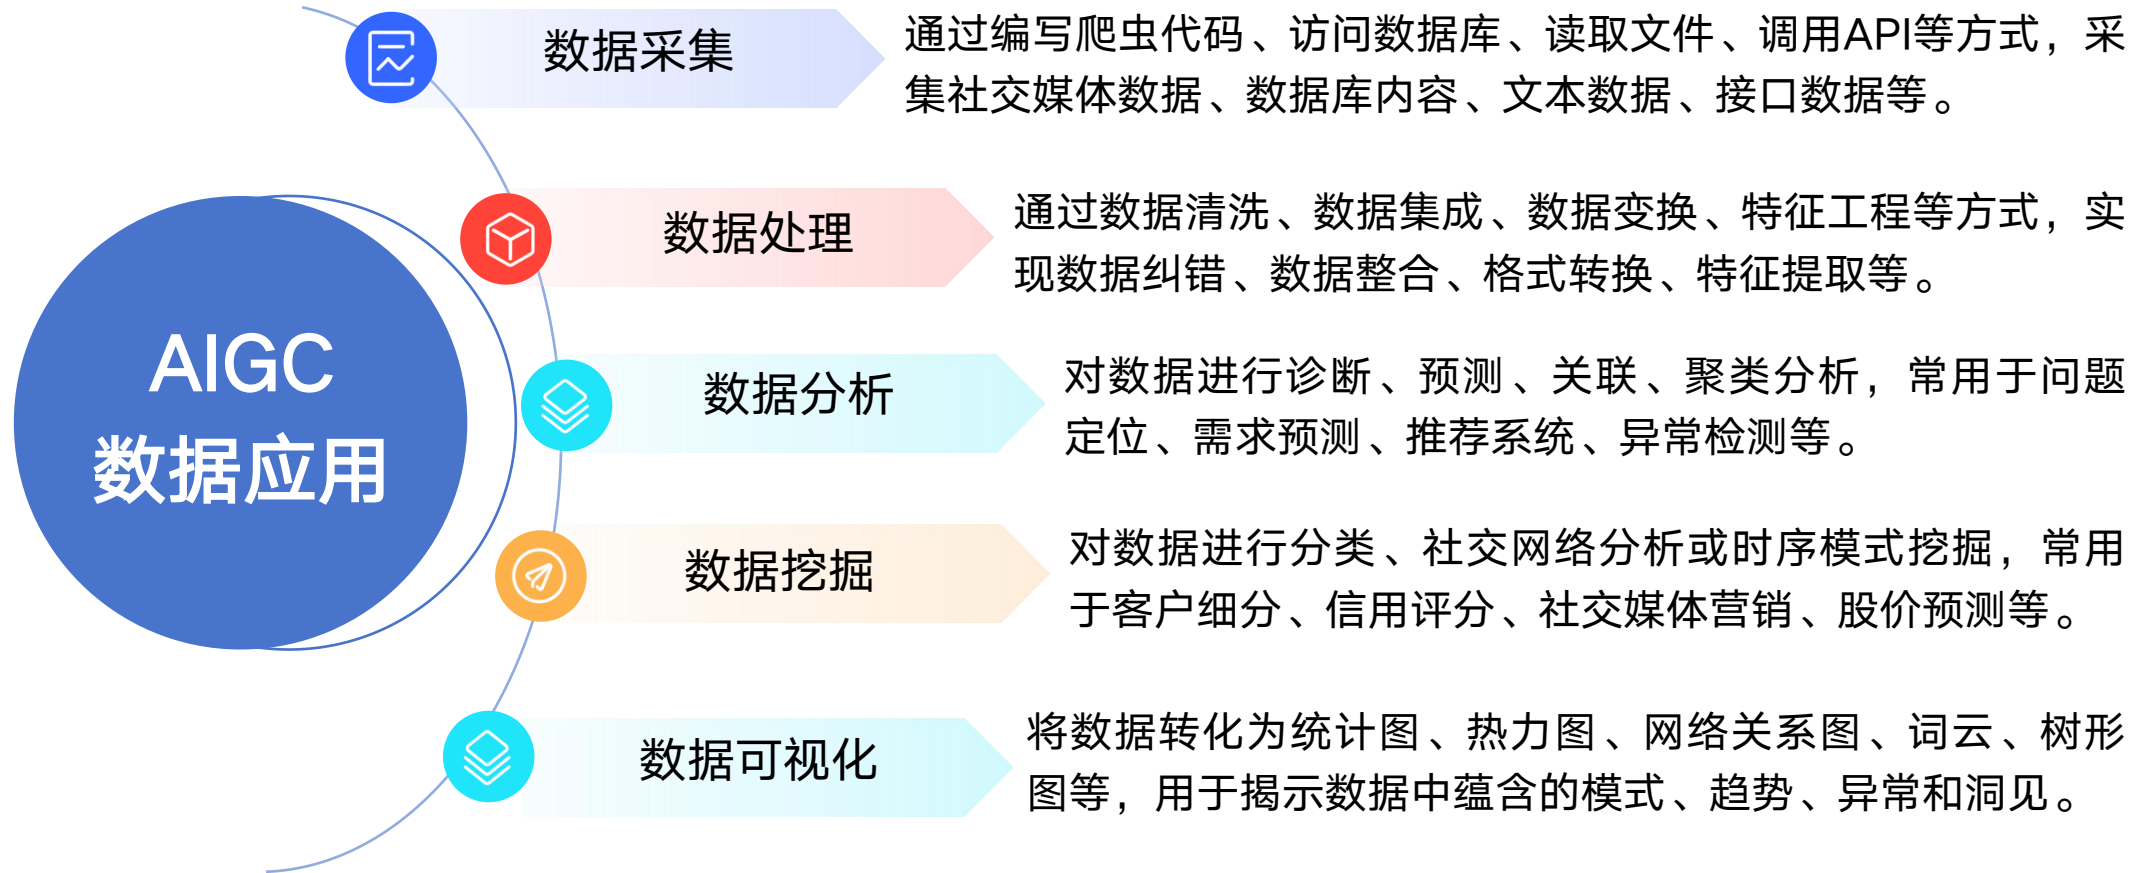 AIGC
数据应用
数据采集
通过编写爬虫代码、访问数据库、读取文件、调用API等方式，采
集社交媒体数据、数据库内容、文本数据、接口数据等。
数据处理
通过数据清洗、数据集成、数据变换、特征工程等方式，实
现数据纠错、数据整合、格式转换、特征提取等。
数据分析
对数据进行诊断、预测、关联、聚类分析，常用于问题
定位、需求预测、推荐系统、异常检测等。
数据挖掘
对数据进行分类、社交网络分析或时序模式挖掘，常用
于客户细分、信用评分、社交媒体营销、股价预测等。
数据可视化
将数据转化为统计图、热力图、网络关系图、词云、树形
图等，用于揭示数据中蕴含的模式、趋势、异常和洞见。